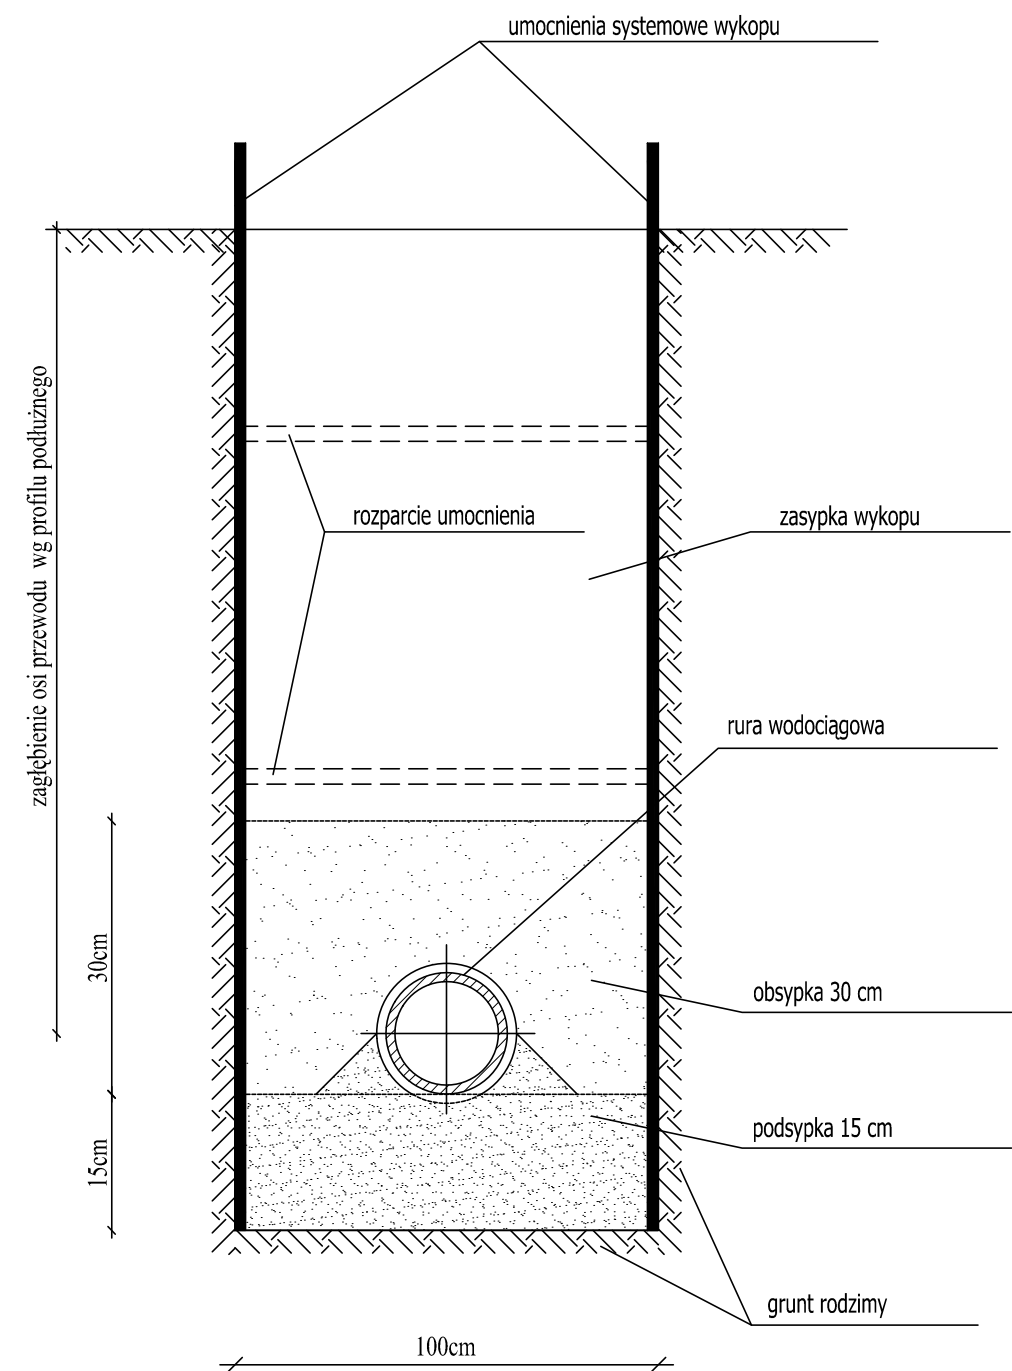 umocnienia systemowe wykopu
zagłębienie osi przewodu wg profilu podłużnego
rozparcie umocnienia
zasypka wykopu
rura wodociągowa
30cm
obsypka 30 cm
podsypka 15 cm
15cm
grunt rodzimy
100cm